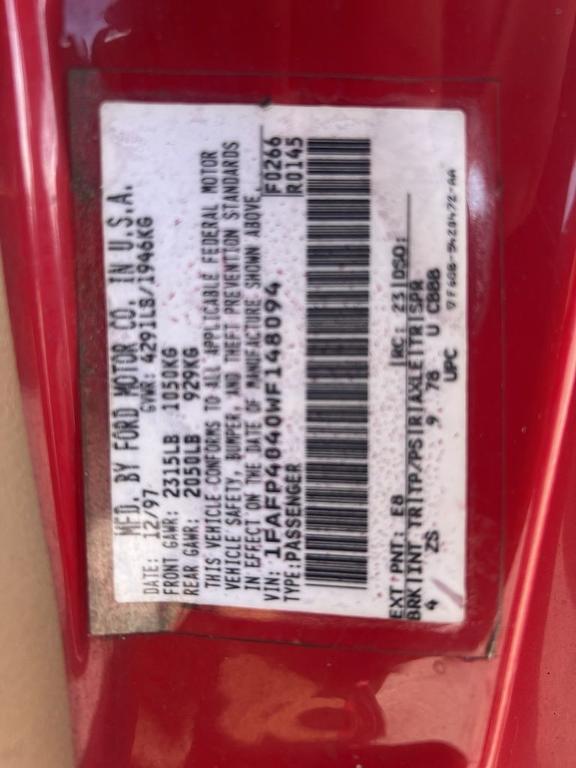 MFD. BY FORD MOTOR CO. IN U.S.A.
DATE: 12/97 GVWR: 4291LB/1946KG
FRONT GAWR: 2315LB 1050KG
REAR GAWR: 2050LB 929KG
THIS VEHICLE CONFORMS TO ALL APPLICABLE FEDERAL MOTOR
VEHICLE SAFETY, BUMPER, AND THEFT PREVENTION STANDARDS
IN EFFECT ON THE DATE OF MANUFACTURE SHOWN ABOVE.
VIN: 1FAFP4040WF148094 F0266
TYPE: PASSENGER R0145
EXT PNT: E8 RC: 23 DSO:
BRK INT TR TP/PS R AXLE TR SPR
4 ZS 9 78 U C888
UPC